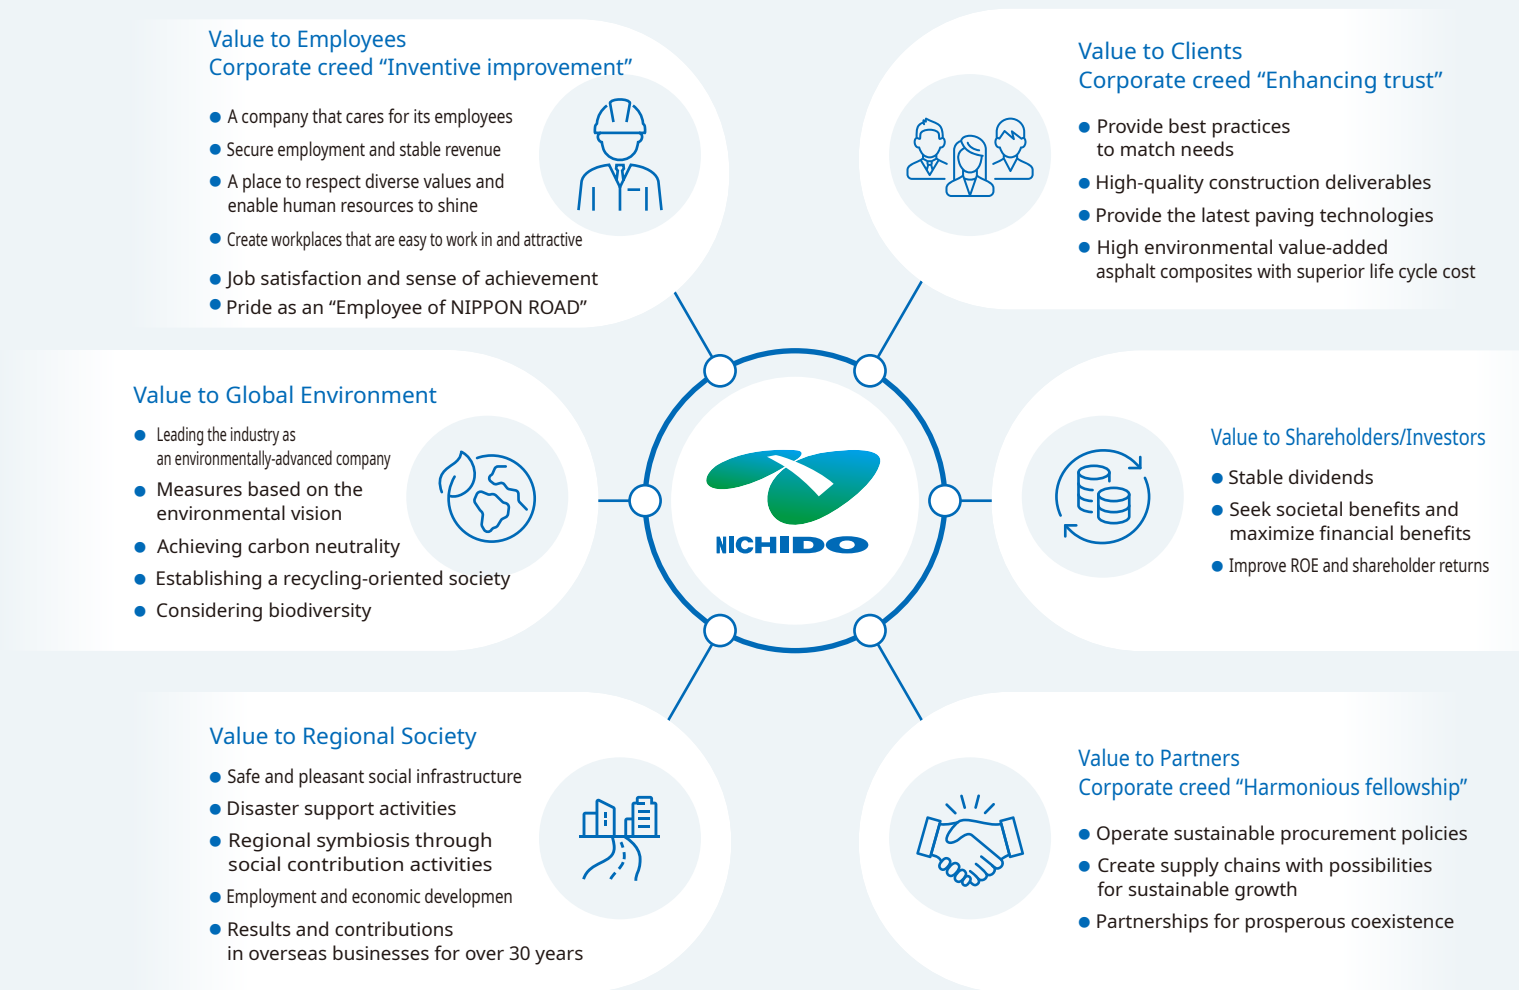 Value to Employees
Corporate creed “Inventive improvement”
● A company that cares for its employees
● Secure employment and stable revenue
● A place to respect diverse values and
enable human resources to shine
● Create workplaces that are easy to work in and attractive
● Job satisfaction and sense of achievement
● Pride as an “Employee of NIPPON ROAD”
Value to Clients
Corporate creed “Enhancing trust”
● Provide best practices
to match needs
● High-quality construction deliverables
● Provide the latest paving technologies
● High environmental value-added
asphalt composites with superior life cycle cost
Value to Global Environment
● Leading the industry as
an environmentally-advanced company
● Measures based on the
environmental vision
● Achieving carbon neutrality
● Establishing a recycling-oriented society
● Considering biodiversity
NICHIDO
Value to Shareholders/Investors
● Stable dividends
● Seek societal benefits and
maximize financial benefits
● Improve ROE and shareholder returns
Value to Regional Society
● Safe and pleasant social infrastructure
● Disaster support activities
● Regional symbiosis through
social contribution activities
● Employment and economic developmen
● Results and contributions
in overseas businesses for over 30 years
Value to Partners
Corporate creed “Harmonious fellowship”
● Operate sustainable procurement policies
● Create supply chains with possibilities
for sustainable growth
● Partnerships for prosperous coexistence